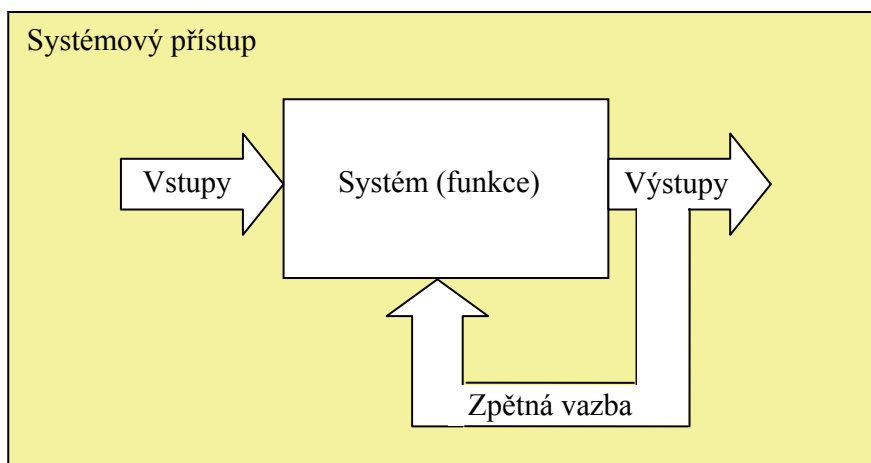 Systémový přístup
Vstupy
Systém (funkce)
Výstupy
Zpětná vazba